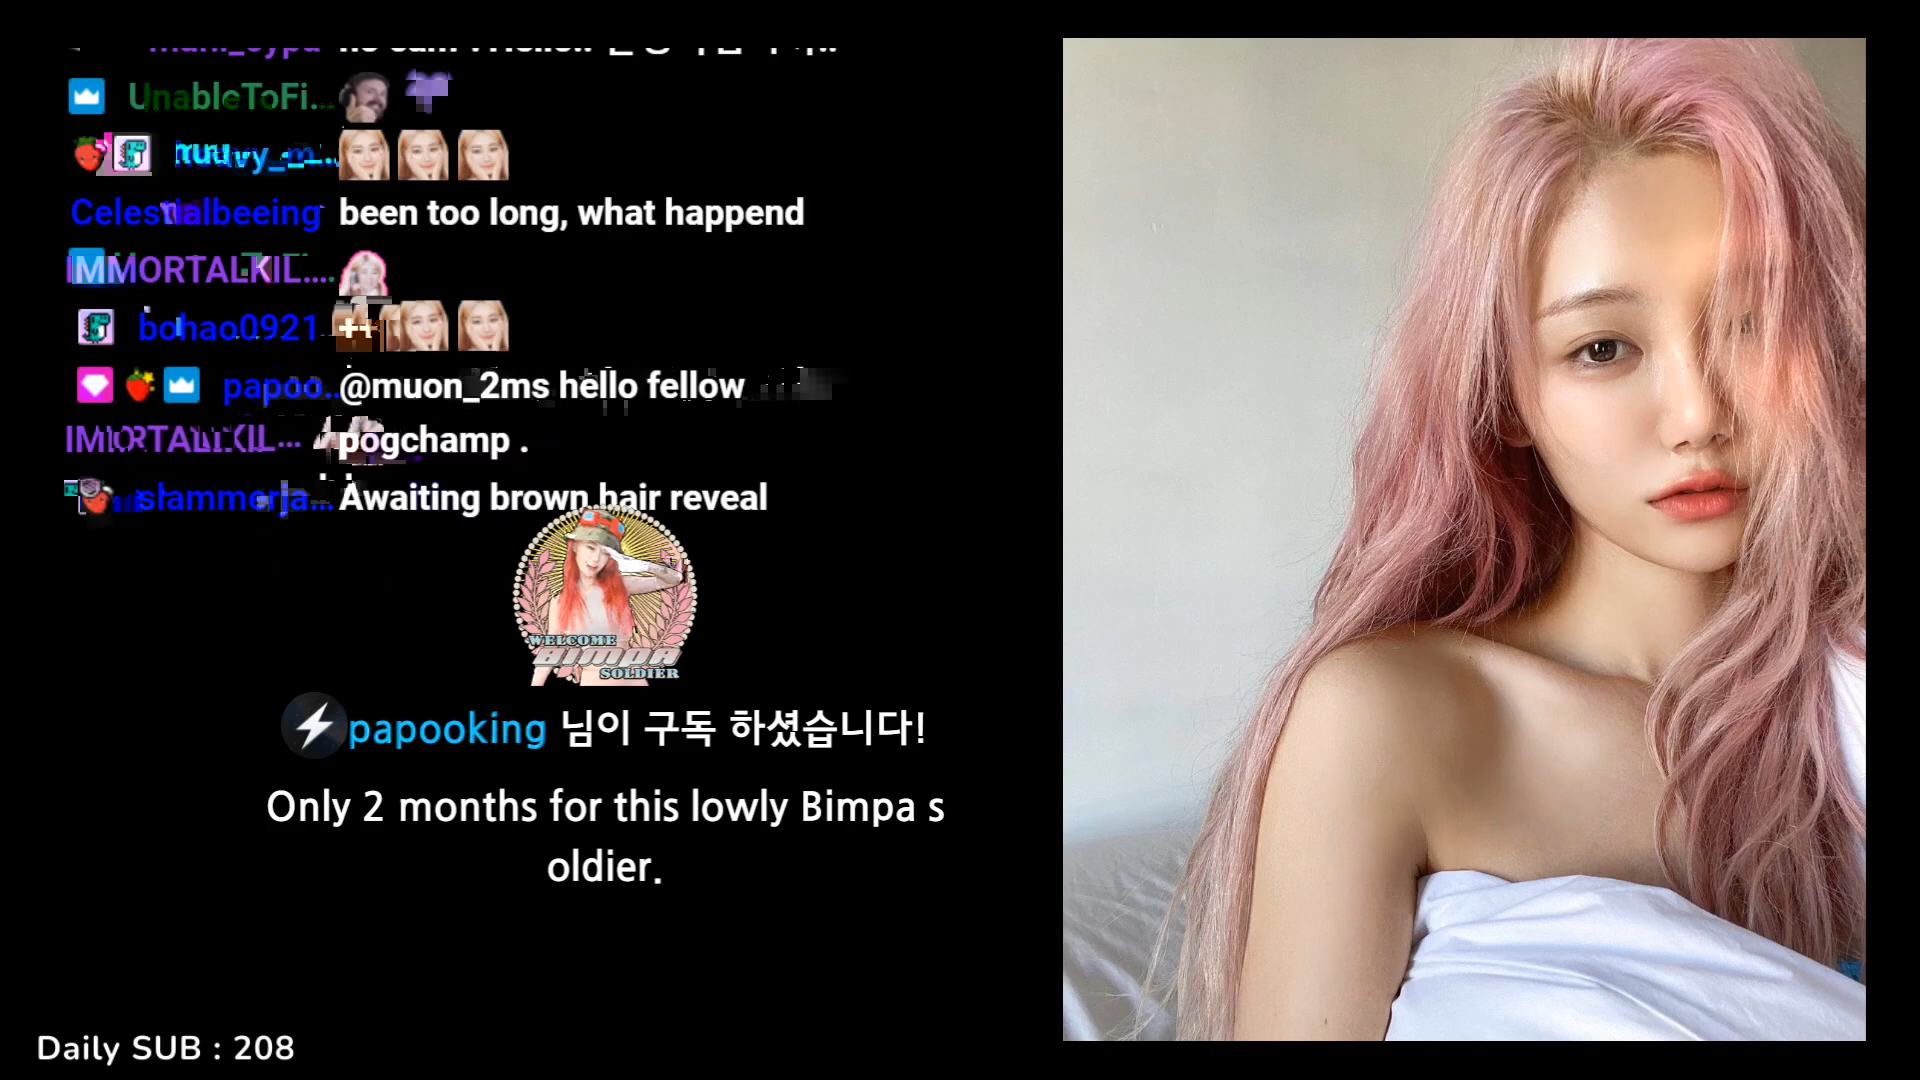 UnableToFi...
Celestialbeeing been too long, what happend
IMMORTALKIL....
bohao0921.. ++
papoo.. @muon_2ms hello fellow
pogchamp .
slammerja... Awaiting brown hair reveal
WELCOME
BIMPA
SOLDIER
papooking 님이 구독 하셨습니다!
Only 2 months for this lowly Bimpa s
oldier.
Daily SUB : 208